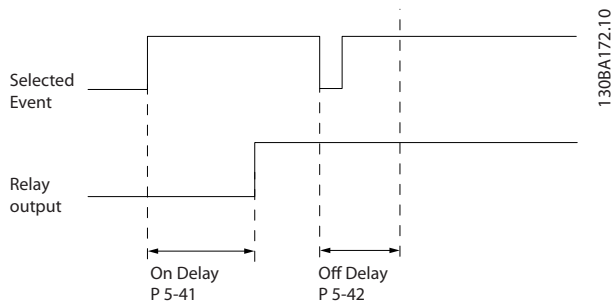 130BA172.10
Selected
Event
Relay
output
On Delay
P 5-41
Off Delay
P 5-42